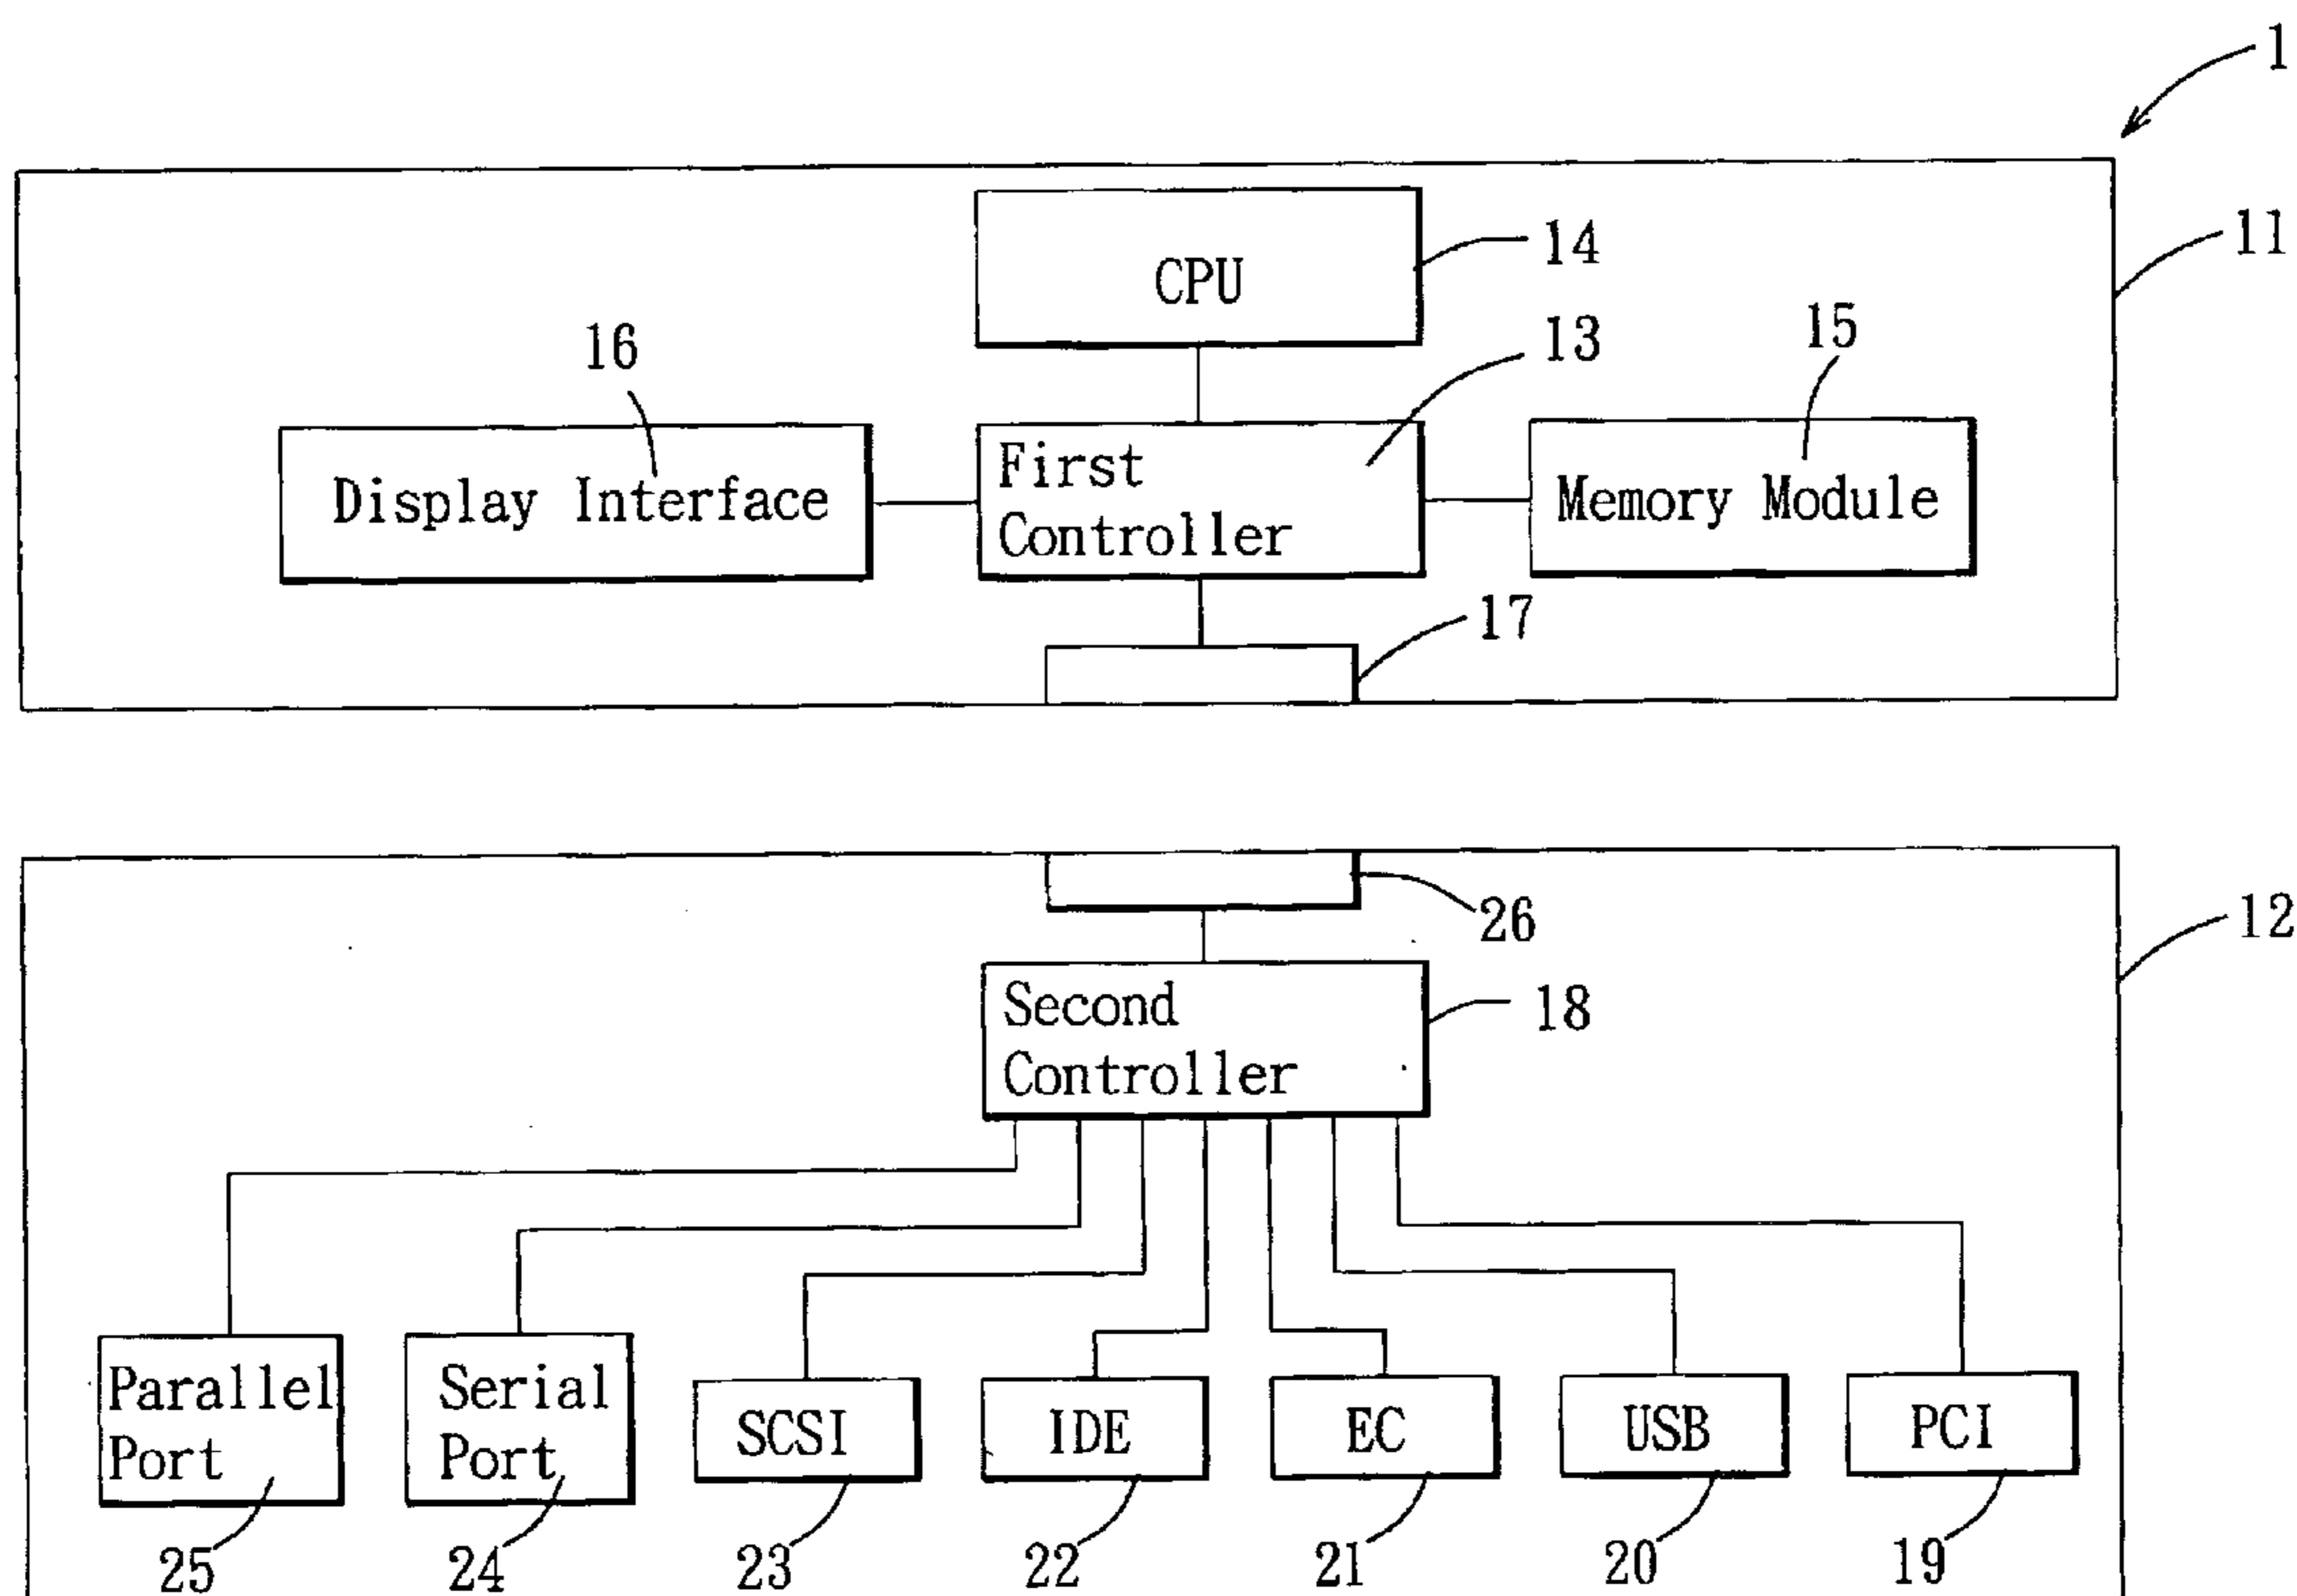 1
11
CPU
14
16
13
15
Display Interface
First
Controller
Memory Module
17
26
12
Second
Controller
18
Parallel
Port
Serial
Port
SCSI
IDE
EC
USB
PCI
25
24
23
22
21
20
19